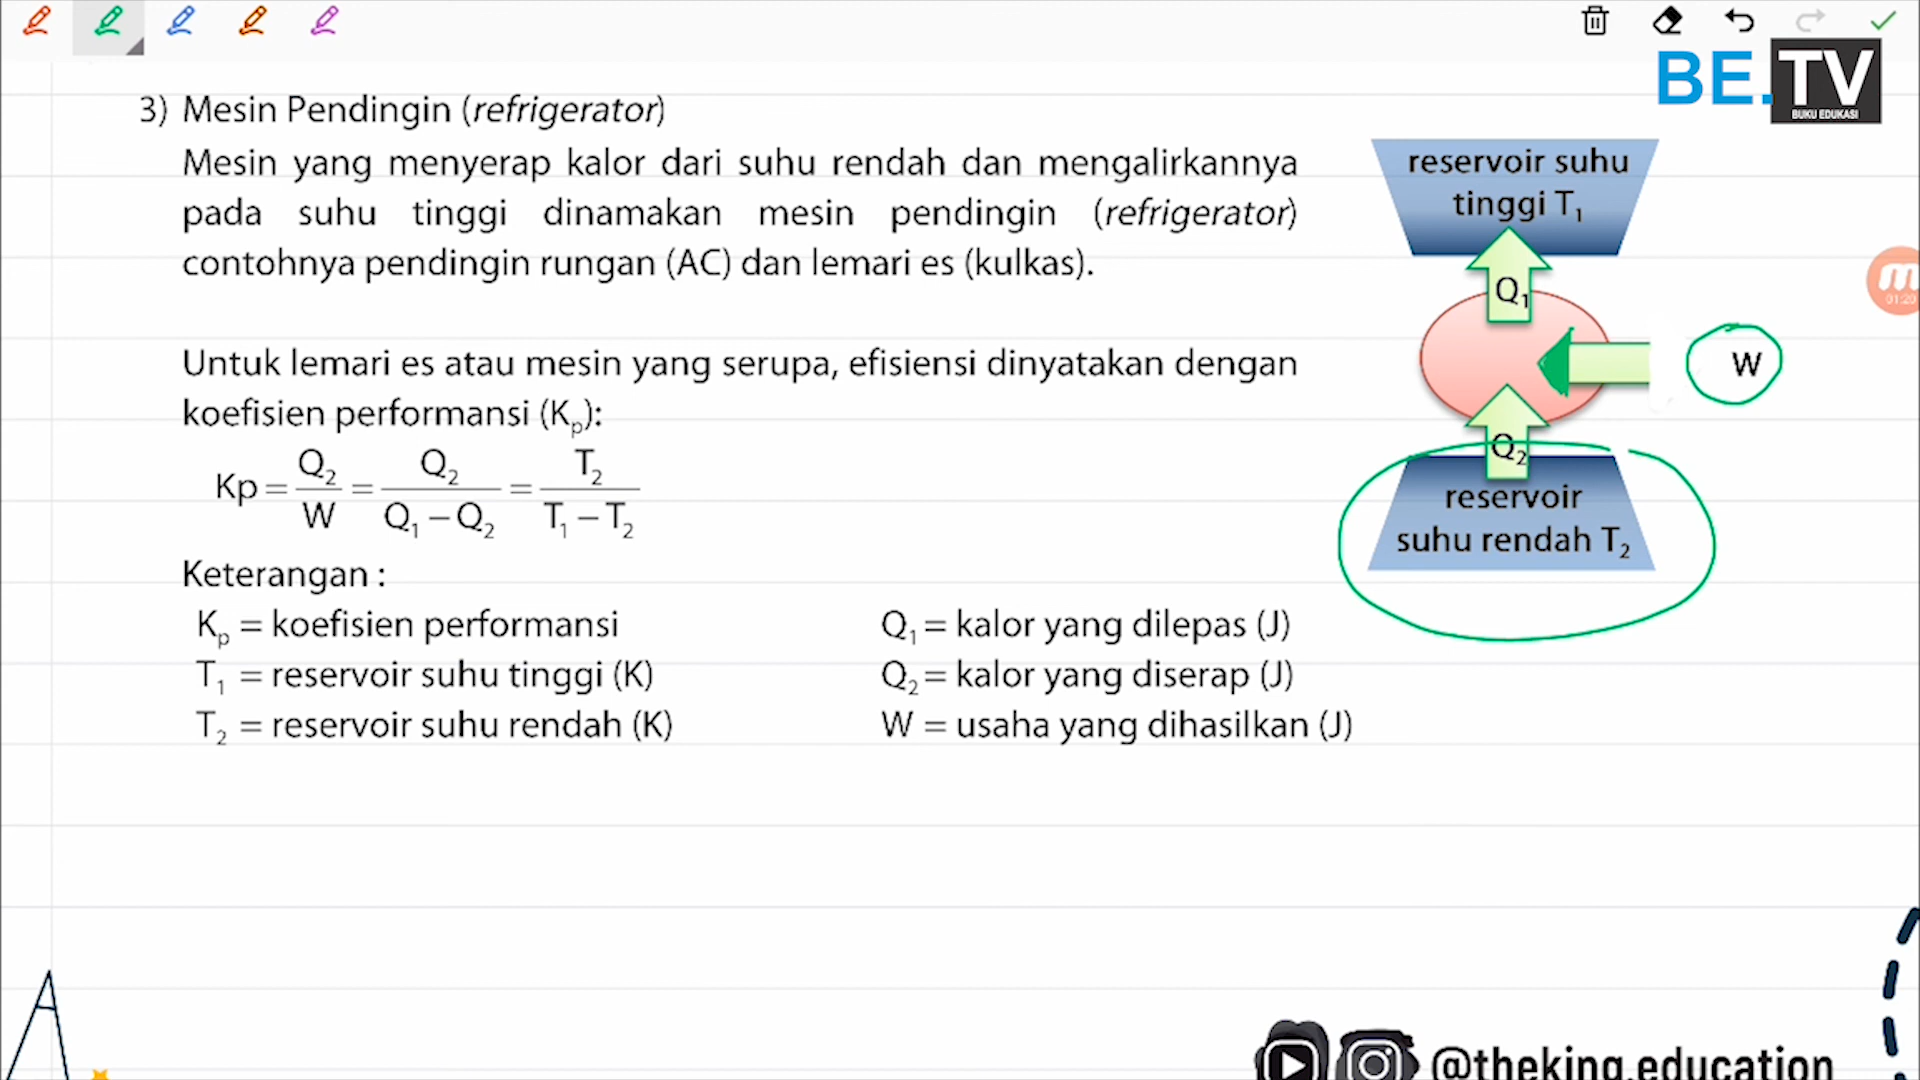 BE.TV
BUKU EDUKASI
3) Mesin Pendingin (refrigerator)
Mesin yang menyerap kalor dari suhu rendah dan mengalirkannya
pada suhu tinggi dinamakan mesin pendingin (refrigerator)
contohnya pendingin rungan (AC) dan lemari es (kulkas).
Untuk lemari es atau mesin yang serupa, efisiensi dinyatakan dengan
koefisien performansi (Kₚ):
Kp = Q₂/W = Q₂/(Q₁ − Q₂) = T₂/(T₁ − T₂)
Keterangan :
Kₚ = koefisien performansi
T₁ = reservoir suhu tinggi (K)
T₂ = reservoir suhu rendah (K)
Q₁ = kalor yang dilepas (J)
Q₂ = kalor yang diserap (J)
W = usaha yang dihasilkan (J)
reservoir suhu
tinggi T₁
Q₁
W
Q₂
reservoir
suhu rendah T₂
01:20
A
@theking.education